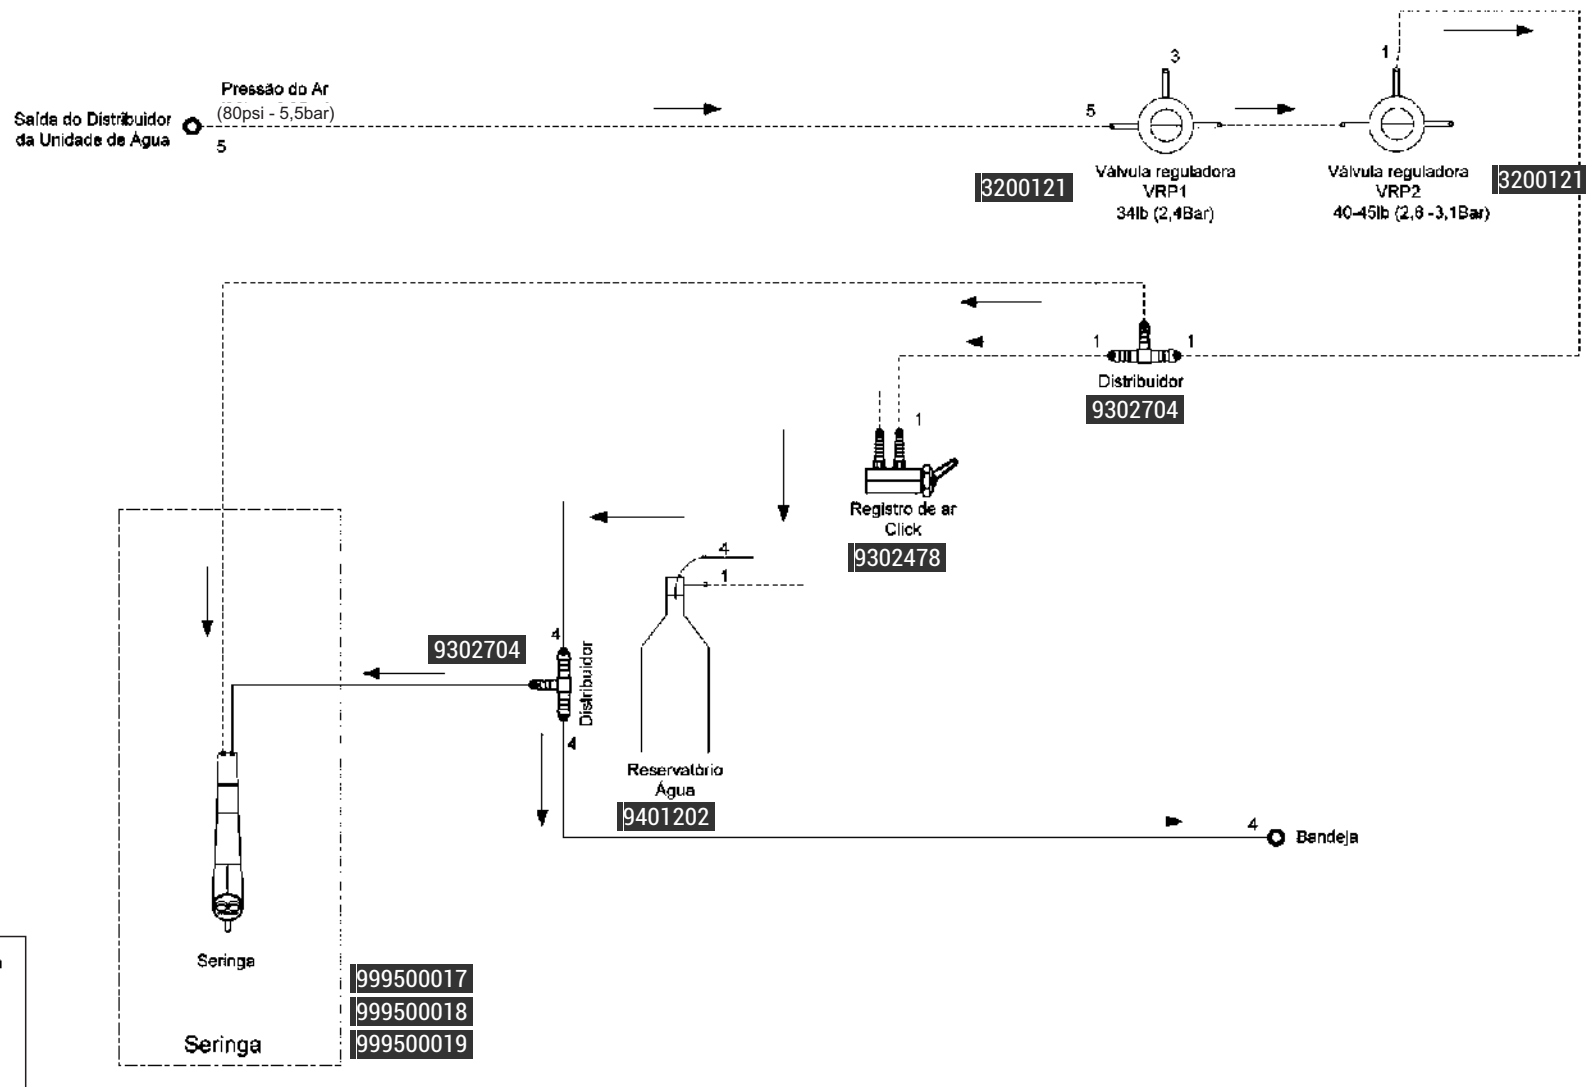 3
1
Pressão do Ar
(80psi - 5,5bar)
Saída do Distribuidor
da Unidade de Água
5
5
3200121
Válvula reguladora
VRP1
34lb (2,4Bar)
Válvula reguladora
VRP2
40-45lb (2,8 -3,1Bar)
3200121
1
1
Distribuidor
9302704
1
Registro de ar
Click
9302478
4
1
9302704
4
Distribuidor
4
Reservatório
Água
9401202
4
Bandeja
Seringa
999500017
999500018
999500019
Seringa